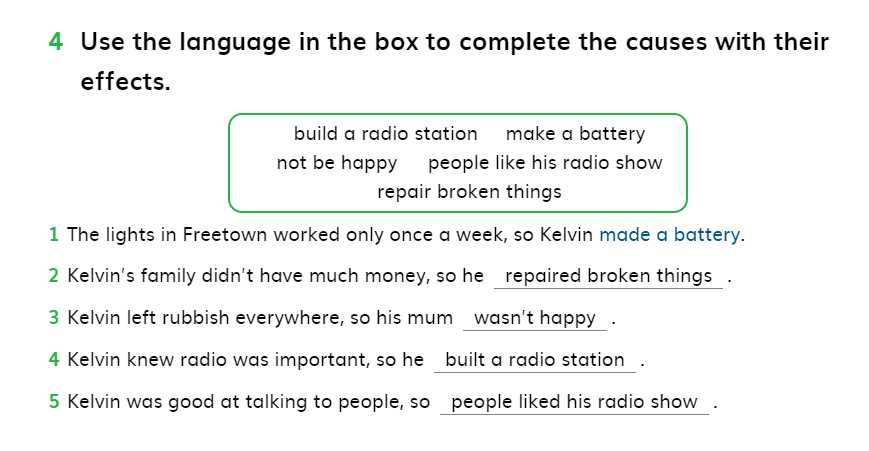 4 Use the language in the box to complete the causes with their
effects.
build a radio station make a battery
not be happy people like his radio show
repair broken things
1 The lights in Freetown worked only once a week, so Kelvin made a battery.
2 Kelvin's family didn't have much money, so he repaired broken things.
3 Kelvin left rubbish everywhere, so his mum wasn't happy.
4 Kelvin knew radio was important, so he built a radio station.
5 Kelvin was good at talking to people, so people liked his radio show.